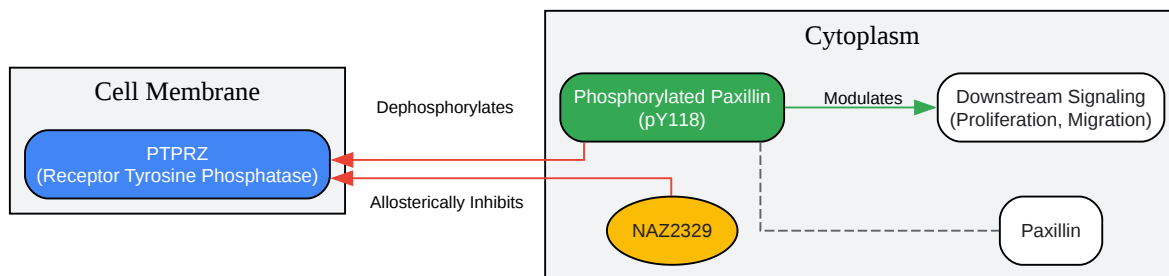 Cytoplasm
Cell Membrane
Dephosphorylates
Phosphorylated Paxillin
(pY118)
Modulates
Downstream Signaling
(Proliferation, Migration)
PTPRZ
(Receptor Tyrosine Phosphatase)
Allosterically Inhibits
NAZ2329
Paxillin